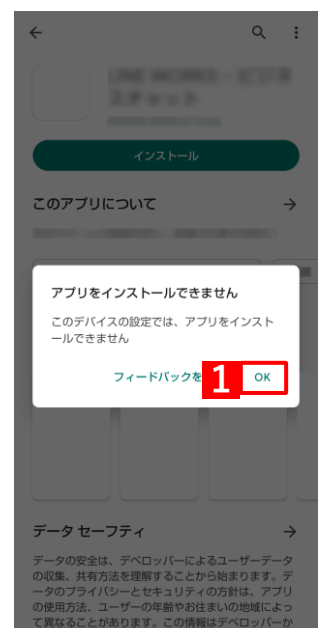 インストール
このアプリについて
アプリをインストールできません
このデバイスの設定では、アプリをインスト
ールできません
フィードバックを
1
OK
データ セーフティ
データの安全は、デベロッパーによるユーザーデータ
の収集、共有方法を理解することから始まります。デ
ータのプライバシーとセキュリティの方針は、アプリ
の使用方法、ユーザーの年齢やお住まいの地域によっ
て異なることがあります。この情報はデベロッパーか